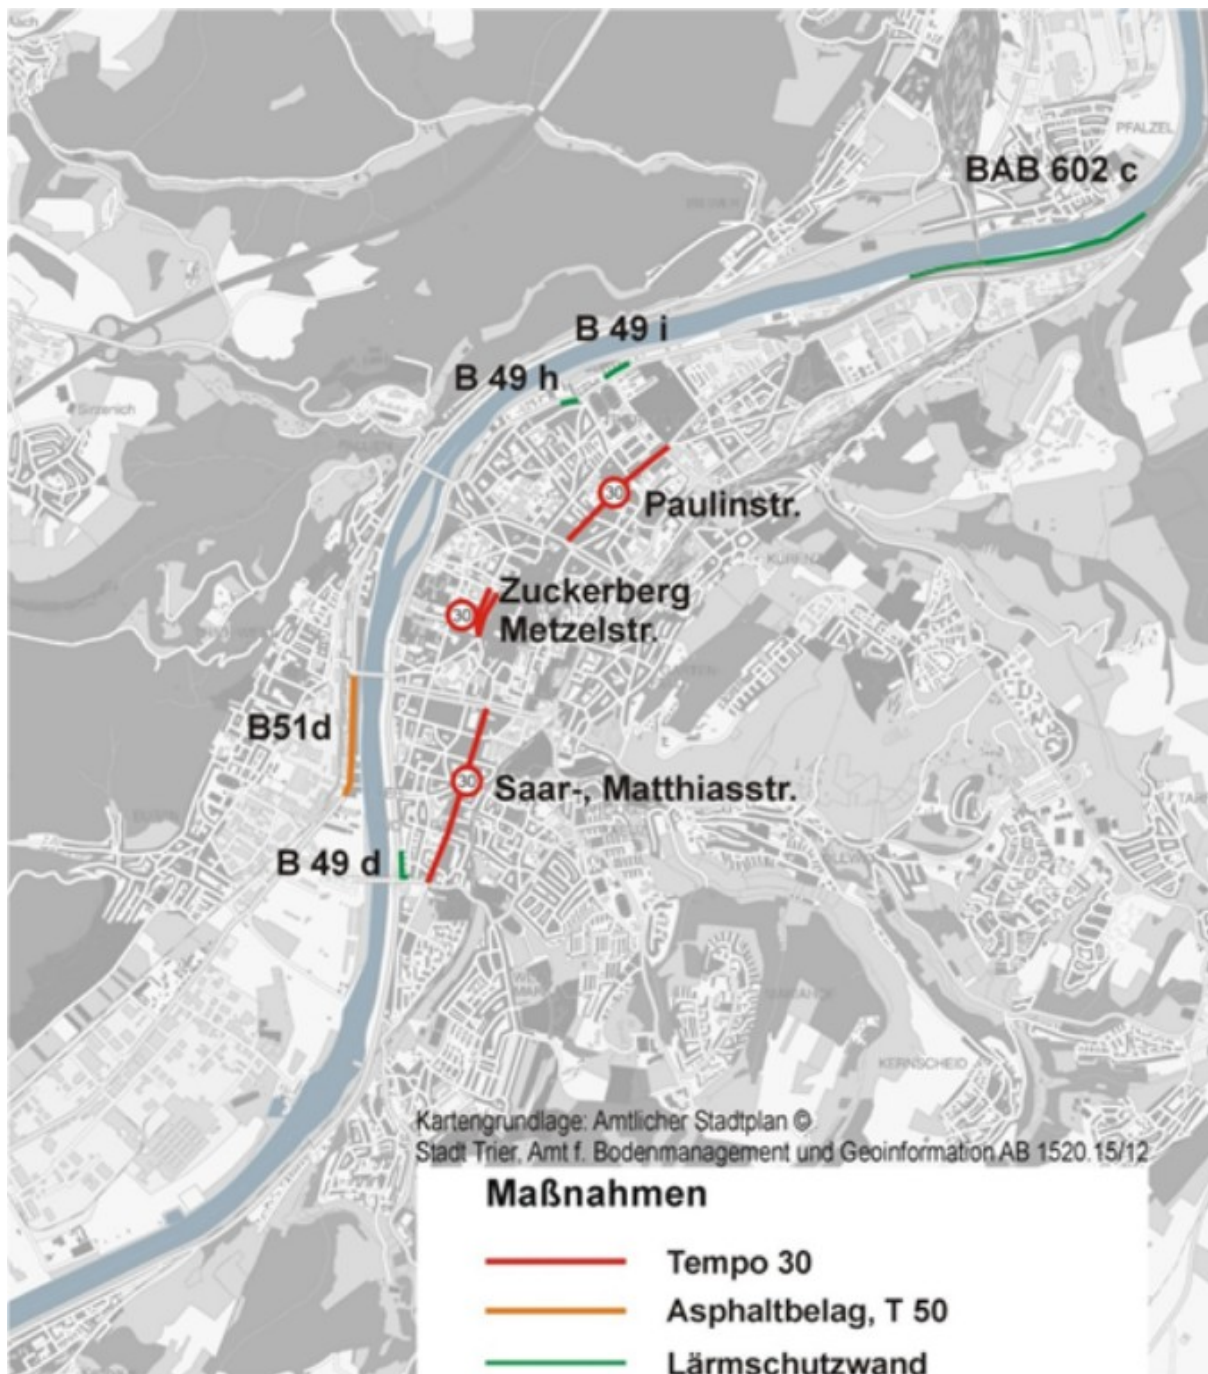 PFALZEL
BAB 602 c
B 49 i
B 49 h
Sirzenich
30
Paulinstr.
Zuckerberg
30
Metzelstr.
B51d
30
Saar-, Matthiasstr.
B 49 d
KERNSCHEID
Kartengrundlage: Amtlicher Stadtplan ©
Stadt Trier, Amt f. Bodenmanagement und Geoinformation AB 1520.15/12
Maßnahmen
Tempo 30
Asphaltbelag, T 50
Lärmschutzwand